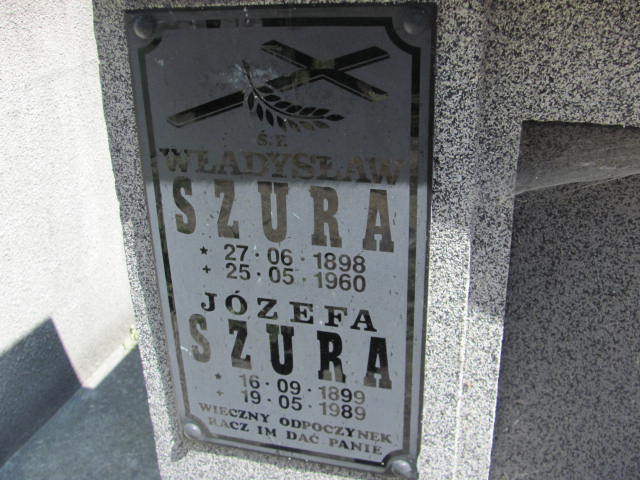 Ś.P.
WŁADYSŁAW
SZURA
* 27·06·1898
+ 25·05·1960
JÓZEFA
SZURA
* 16·09·1899
+ 19·05·1989
WIECZNY ODPOCZYNEK
RACZ IM DAĆ PANIE